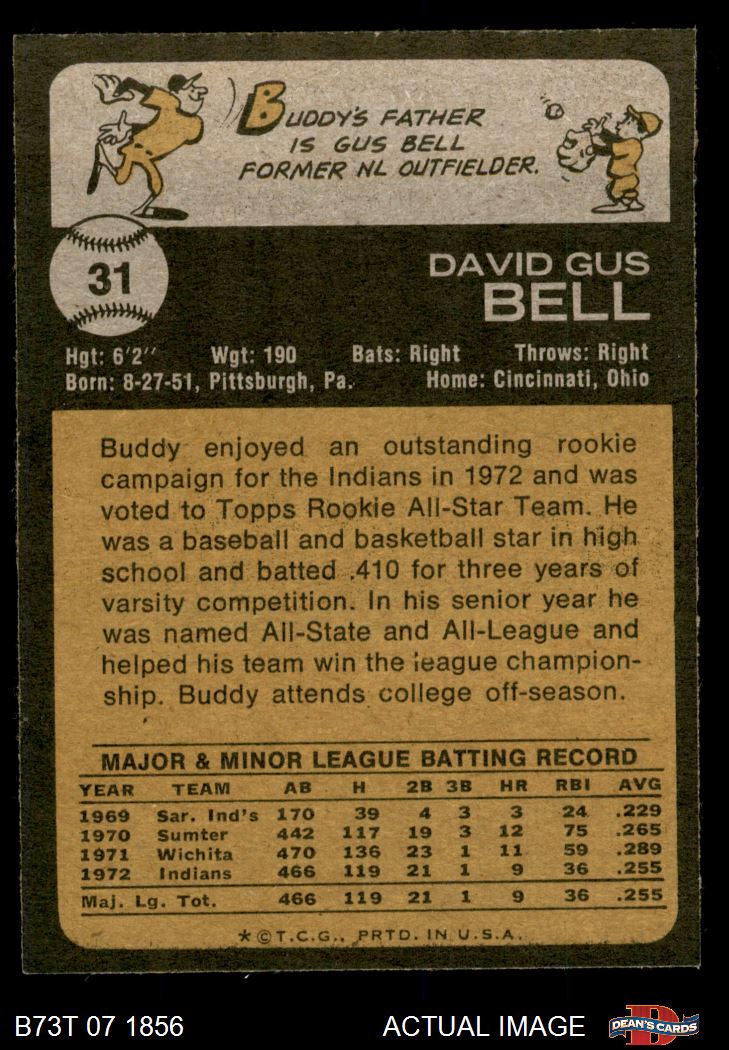 BUDDY'S FATHER
IS GUS BELL
FORMER NL OUTFIELDER.
31
DAVID GUS
BELL
Hgt: 6'2" Wgt: 190 Bats: Right Throws: Right
Born: 8-27-51, Pittsburgh, Pa. Home: Cincinnati, Ohio
Buddy enjoyed an outstanding rookie
campaign for the Indians in 1972 and was
voted to Topps Rookie All-Star Team. He
was a baseball and basketball star in high
school and batted .410 for three years of
varsity competition. In his senior year he
was named All-State and All-League and
helped his team win the league champion-
ship. Buddy attends college off-season.
MAJOR & MINOR LEAGUE BATTING RECORD
YEAR TEAM AB H 2B 3B HR RBI AVG
1969 Sar. Ind's 170 39 4 3 3 24 .229
1970 Sumter 442 117 19 3 12 75 .265
1971 Wichita 470 136 23 1 11 59 .289
1972 Indians 466 119 21 1 9 36 .255
Maj. Lg. Tot. 466 119 21 1 9 36 .255
*©T.C.G., PRTD. IN U.S.A.
B73T 07 1856 ACTUAL IMAGE D DEAN'S CARDS